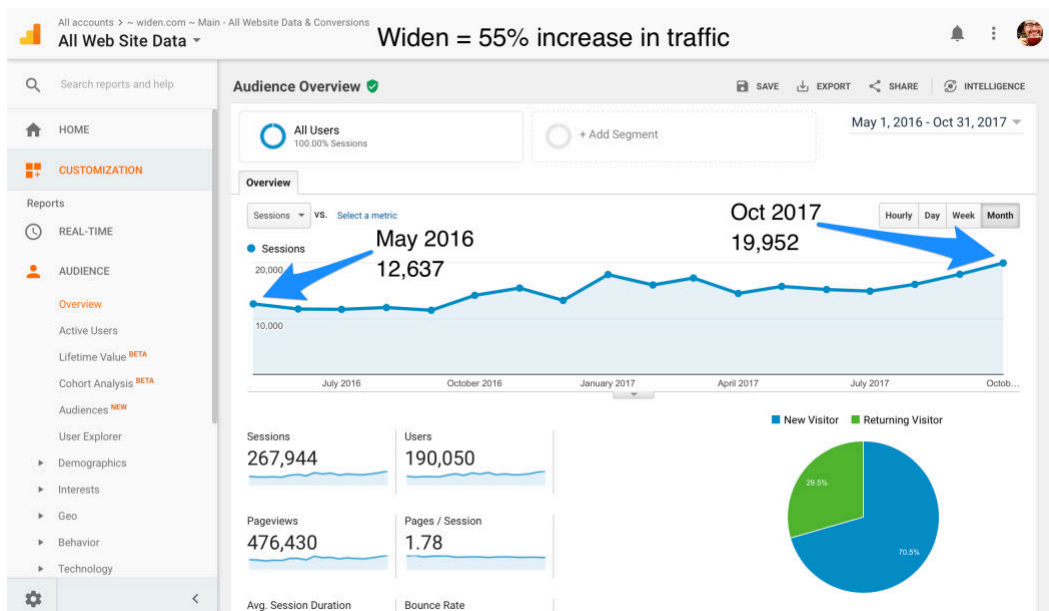 All accounts > ~ widen.com ~ Main - All Website Data & Conversions
All Web Site Data
Widen = 55% increase in traffic
Search reports and help
HOME
CUSTOMIZATION
Reports
REAL-TIME
AUDIENCE
Overview
Active Users
Lifetime Value BETA
Cohort Analysis BETA
Audiences NEW
User Explorer
Demographics
Interests
Geo
Behavior
Technology
Audience Overview
SAVE
EXPORT
SHARE
INTELLIGENCE
All Users
100.00% Sessions
+ Add Segment
May 1, 2016 - Oct 31, 2017
Overview
Sessions
VS.
Select a metric
Hourly
Day
Week
Month
Sessions
May 2016
12,637
Oct 2017
19,952
20,000
10,000
July 2016
October 2016
January 2017
April 2017
July 2017
Octob...
New Visitor
Returning Visitor
Sessions
267,944
Users
190,050
Pageviews
476,430
Pages / Session
1.78
29.5%
70.5%
Avg. Session Duration
Bounce Rate